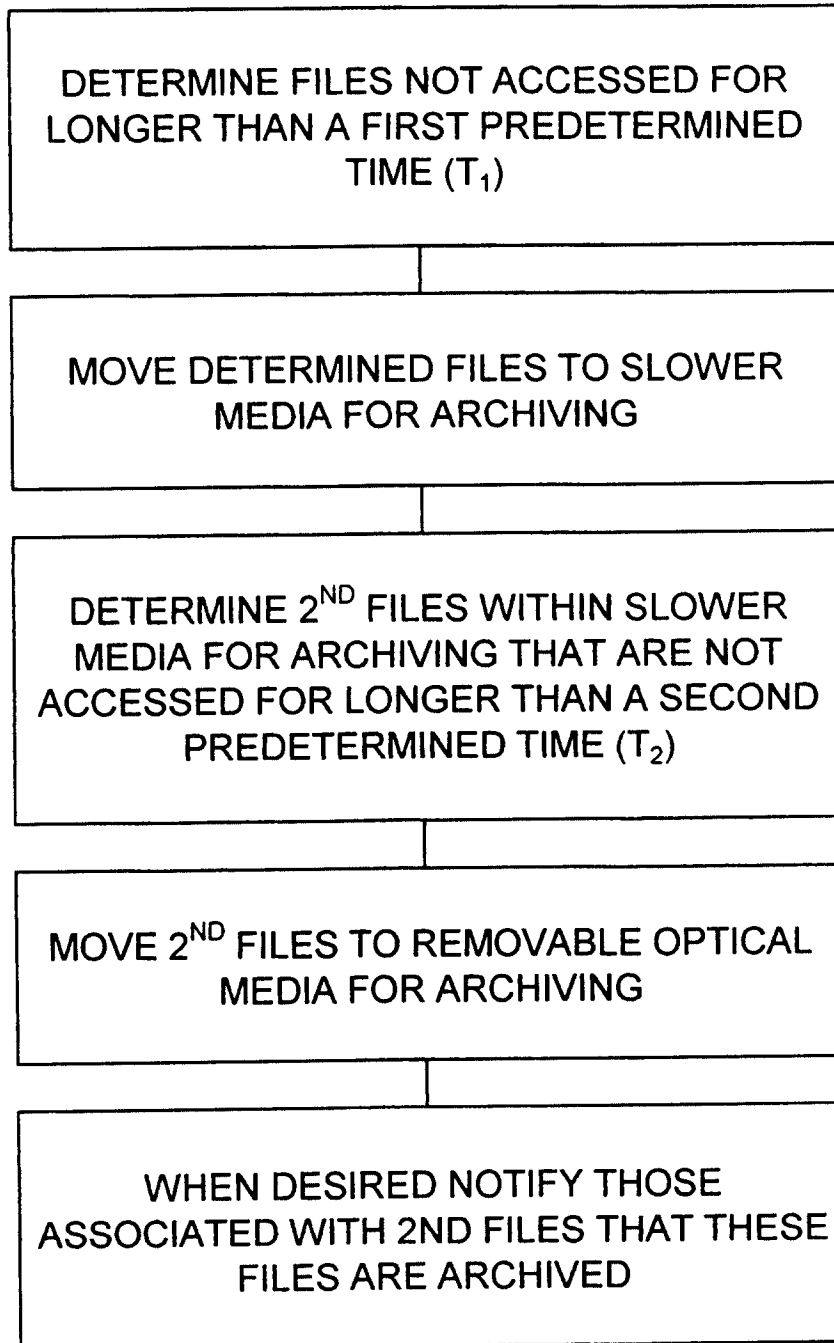 DETERMINE FILES NOT ACCESSED FOR
LONGER THAN A FIRST PREDETERMINED
TIME (T₁)
MOVE DETERMINED FILES TO SLOWER
MEDIA FOR ARCHIVING
DETERMINE 2ᴺᴰ FILES WITHIN SLOWER
MEDIA FOR ARCHIVING THAT ARE NOT
ACCESSED FOR LONGER THAN A SECOND
PREDETERMINED TIME (T₂)
MOVE 2ᴺᴰ FILES TO REMOVABLE OPTICAL
MEDIA FOR ARCHIVING
WHEN DESIRED NOTIFY THOSE
ASSOCIATED WITH 2ND FILES THAT THESE
FILES ARE ARCHIVED